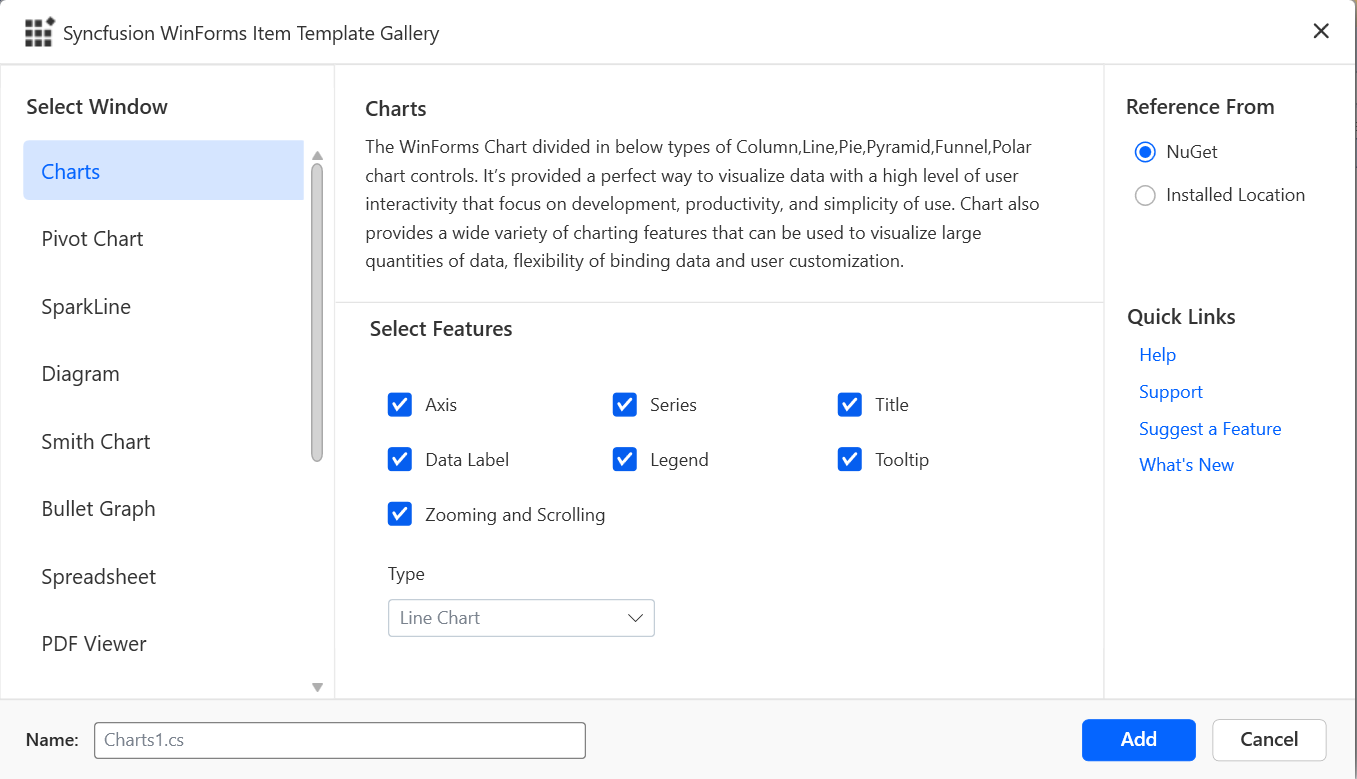 Syncfusion WinForms Item Template Gallery
Select Window
Charts
Pivot Chart
SparkLine
Diagram
Smith Chart
Bullet Graph
Spreadsheet
PDF Viewer
Charts
The WinForms Chart divided in below types of Column,Line,Pie,Pyramid,Funnel,Polar
chart controls. It’s provided a perfect way to visualize data with a high level of user
interactivity that focus on development, productivity, and simplicity of use. Chart also
provides a wide variety of charting features that can be used to visualize large
quantities of data, flexibility of binding data and user customization.
Select Features
Axis Series Title
Data Label Legend Tooltip
Zooming and Scrolling
Type
Line Chart
Reference From
NuGet
Installed Location
Quick Links
Help
Support
Suggest a Feature
What's New
Name: Charts1.cs
Add Cancel